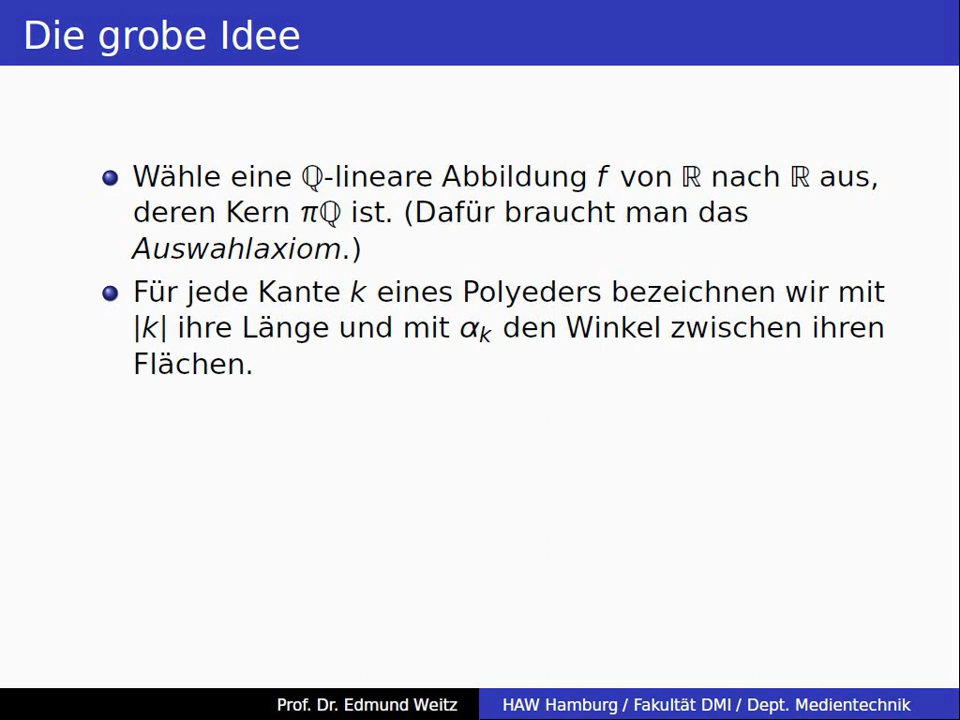 Die grobe Idee
Wähle eine ℚ-lineare Abbildung f von ℝ nach ℝ aus,
deren Kern πℚ ist. (Dafür braucht man das
Auswahlaxiom.)
Für jede Kante k eines Polyeders bezeichnen wir mit
|k| ihre Länge und mit αₖ den Winkel zwischen ihren
Flächen.
Prof. Dr. Edmund Weitz
HAW Hamburg / Fakultät DMI / Dept. Medientechnik